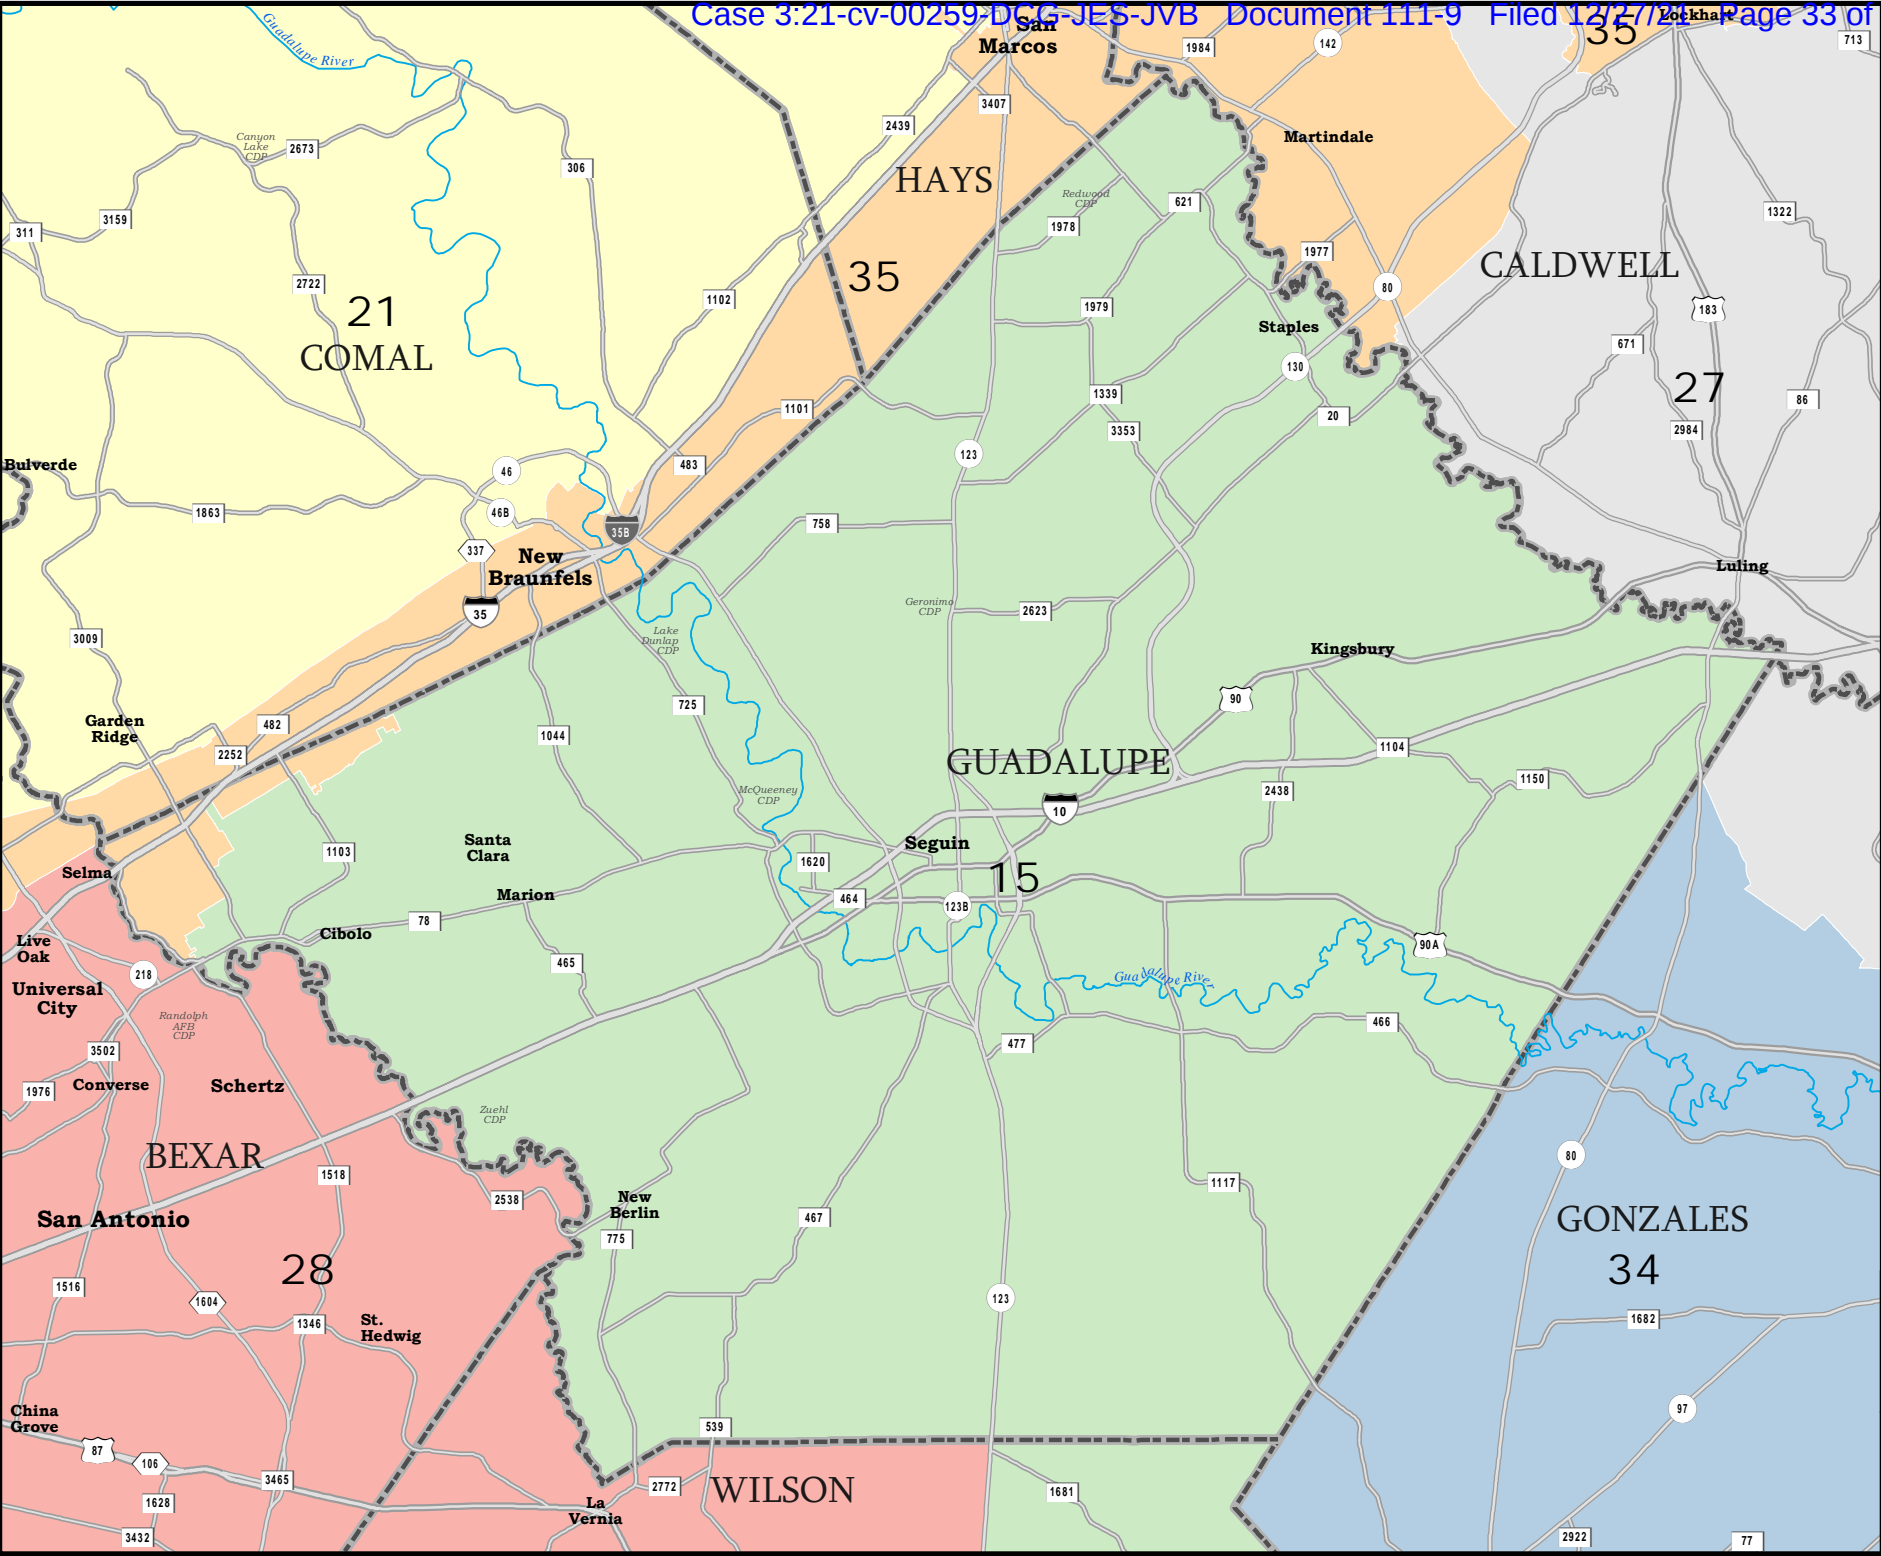 Case 3:21-cv-00259-DCG-JES-JVB Document 111-9 Filed 12/27/21 Page 33 of
San
Marcos
35
Lockhart
1984
142
713
Guadalupe River
3407
2439
Martindale
Canyon
Lake
CDP
2673
306
HAYS
Redwood
CDP
621
1322
3159
311
1978
1977
CALDWELL
2722
35
80
21
1102
1979
183
COMAL
Staples
671
130
27
1339
86
1101
20
3353
2984
Bulverde
46
483
123
46B
1863
35B
758
337
New
Braunfels
Luling
35
Geronimo
CDP
2623
Lake
Dunlap
CDP
3009
Kingsbury
725
90
Garden
Ridge
482
1044
2252
GUADALUPE
1104
1150
McQueeney
CDP
2438
10
Santa
Clara
1103
Seguin
1620
Selma
15
Marion
464
123B
78
Cibolo
Live
Oak
90A
465
218
Guadalupe River
Universal
City
Randolph
AFB
CDP
466
3502
477
Converse
Schertz
1976
Zuehl
CDP
BEXAR
80
1518
1117
2538
New
Berlin
San Antonio
467
GONZALES
775
28
34
1516
1604
123
1346
St.
Hedwig
1682
China
Grove
97
539
87
106
3465
2772
WILSON
1681
1628
La
Vernia
3432
2922
77